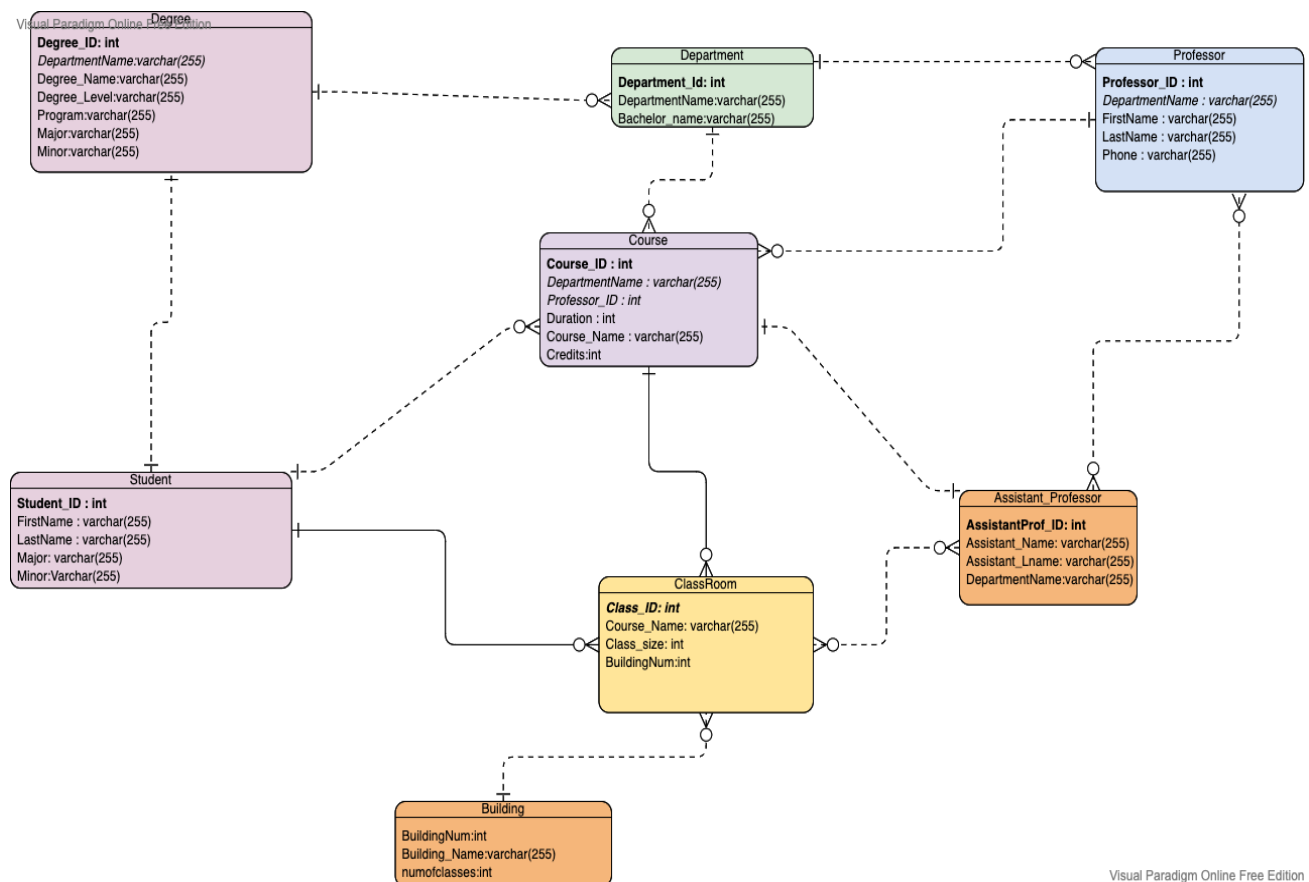 Visual Paradigm Online Free Edition
Degree
Degree_ID: int
DepartmentName:varchar(255)
Degree_Name:varchar(255)
Degree_Level:varchar(255)
Program:varchar(255)
Major:varchar(255)
Minor:varchar(255)
Department
Department_Id: int
DepartmentName:varchar(255)
Bachelor_name:varchar(255)
Professor
Professor_ID : int
DepartmentName : varchar(255)
FirstName : varchar(255)
LastName : varchar(255)
Phone : varchar(255)
Course
Course_ID : int
DepartmentName : varchar(255)
Professor_ID : int
Duration : int
Course_Name : varchar(255)
Credits:int
Student
Student_ID : int
FirstName : varchar(255)
LastName : varchar(255)
Major: varchar(255)
Minor:Varchar(255)
Assistant_Professor
AssistantProf_ID: int
Assistant_Name: varchar(255)
Assistant_Lname: varchar(255)
DepartmentName:varchar(255)
ClassRoom
Class_ID: int
Course_Name: varchar(255)
Class_size: int
BuildingNum:int
Building
BuildingNum:int
Building_Name:varchar(255)
numofclasses:int
Visual Paradigm Online Free Edition